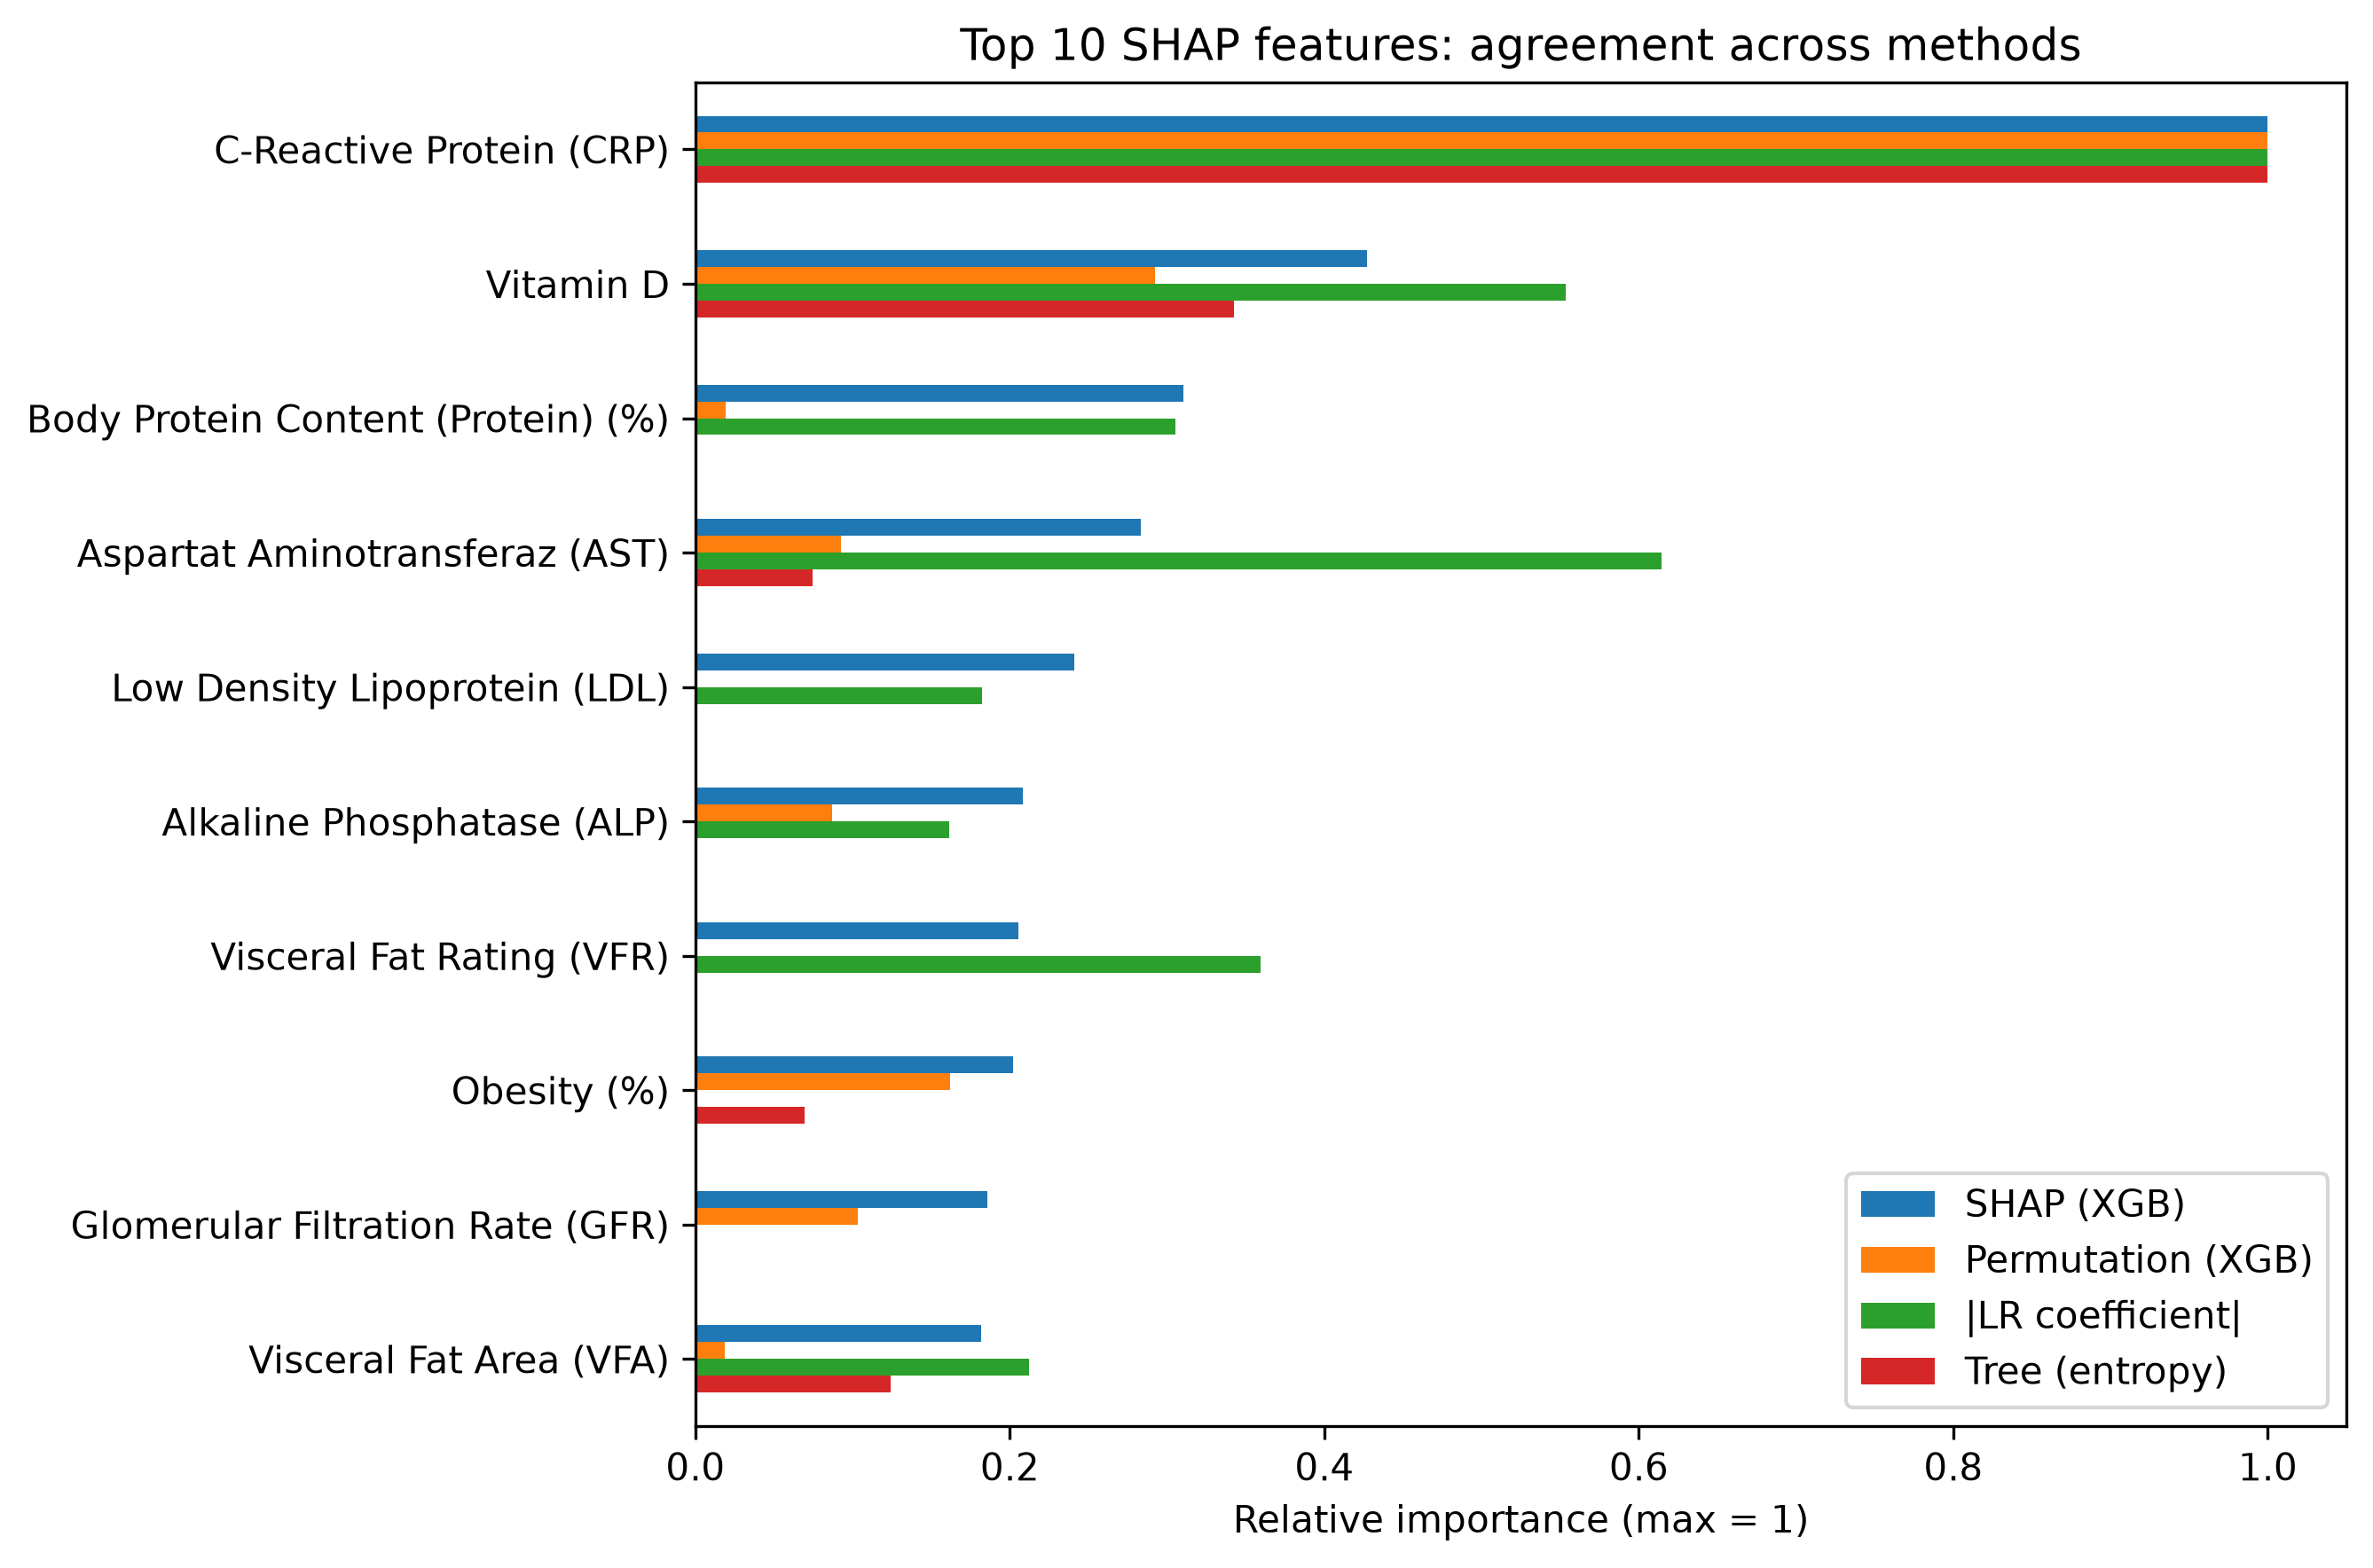 Top 10 SHAP features: agreement across methods
C-Reactive Protein (CRP)
Vitamin D
Body Protein Content (Protein) (%)
Aspartat Aminotransferaz (AST)
Low Density Lipoprotein (LDL)
Alkaline Phosphatase (ALP)
Visceral Fat Rating (VFR)
Obesity (%)
Glomerular Filtration Rate (GFR)
Visceral Fat Area (VFA)
SHAP (XGB)
Permutation (XGB)
|LR coefficient|
Tree (entropy)
0.0 0.2 0.4 0.6 0.8 1.0
Relative importance (max = 1)